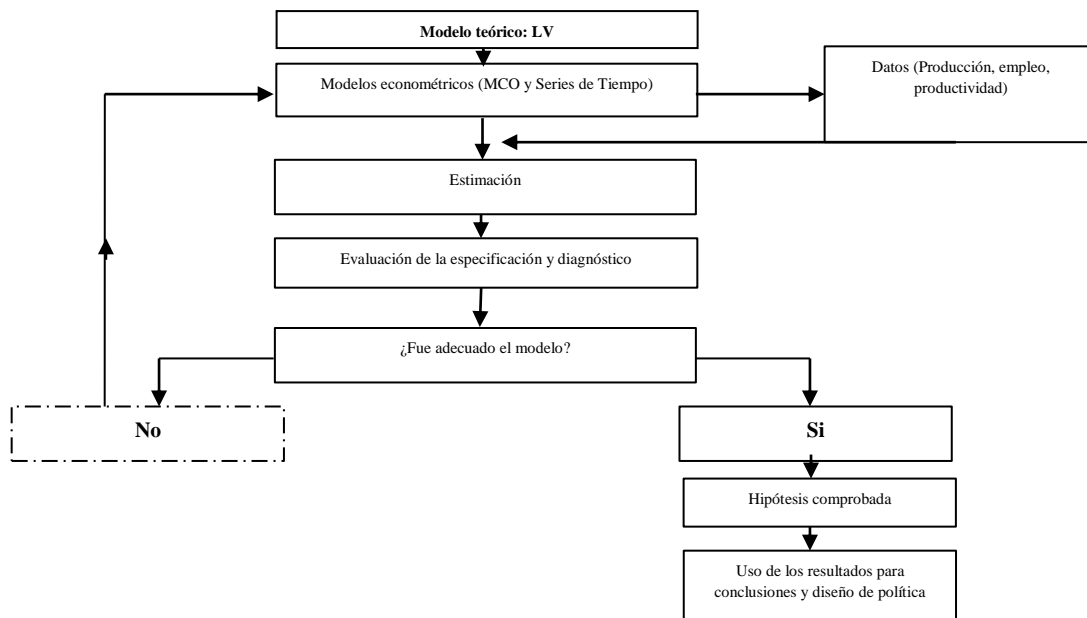 Modelo teórico: LV
Modelos econométricos (MCO y Series de Tiempo)
Datos (Producción, empleo,
productividad)
Estimación
Evaluación de la especificación y diagnóstico
¿Fue adecuado el modelo?
No
Si
Hipótesis comprobada
Uso de los resultados para
conclusiones y diseño de política